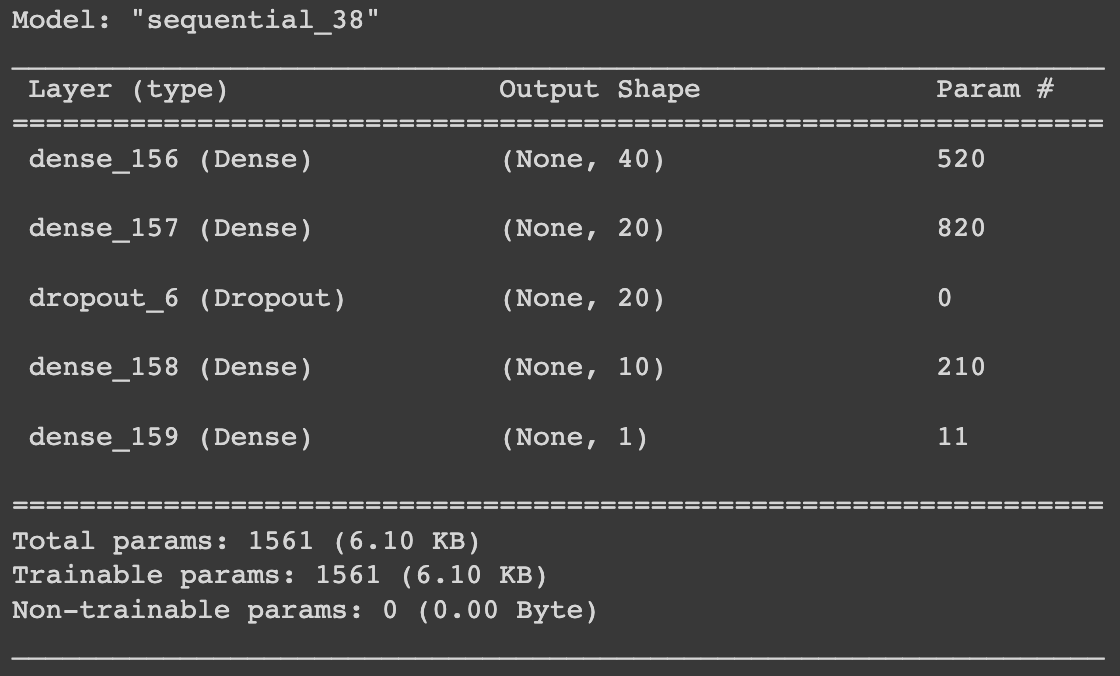 Model: "sequential_38"
Layer (type) Output Shape Param #
=================================================================
dense_156 (Dense) (None, 40) 520
dense_157 (Dense) (None, 20) 820
dropout_6 (Dropout) (None, 20) 0
dense_158 (Dense) (None, 10) 210
dense_159 (Dense) (None, 1) 11
=================================================================
Total params: 1561 (6.10 KB)
Trainable params: 1561 (6.10 KB)
Non-trainable params: 0 (0.00 Byte)